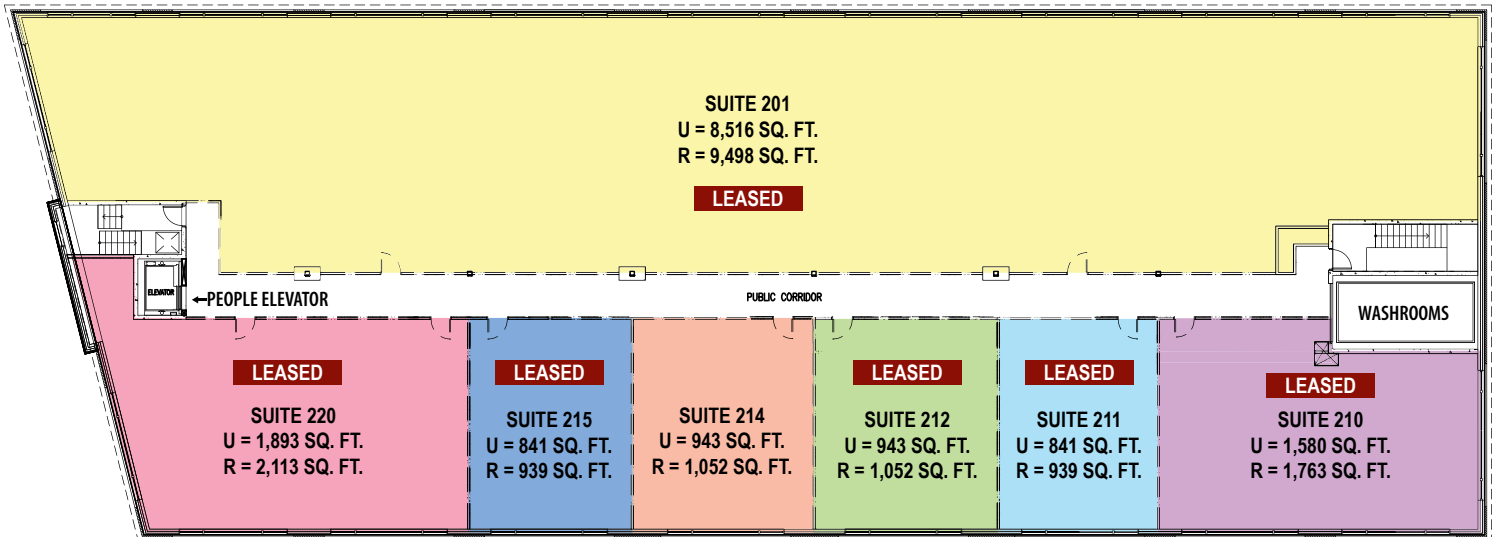 SUITE 201
U = 8,516 SQ. FT.
R = 9,498 SQ. FT.
LEASED
ELEVATOR
←PEOPLE ELEVATOR
PUBLIC CORRIDOR
WASHROOMS
LEASED
SUITE 220
U = 1,893 SQ. FT.
R = 2,113 SQ. FT.
LEASED
SUITE 215
U = 841 SQ. FT.
R = 939 SQ. FT.
SUITE 214
U = 943 SQ. FT.
R = 1,052 SQ. FT.
LEASED
SUITE 212
U = 943 SQ. FT.
R = 1,052 SQ. FT.
LEASED
SUITE 211
U = 841 SQ. FT.
R = 939 SQ. FT.
LEASED
SUITE 210
U = 1,580 SQ. FT.
R = 1,763 SQ. FT.